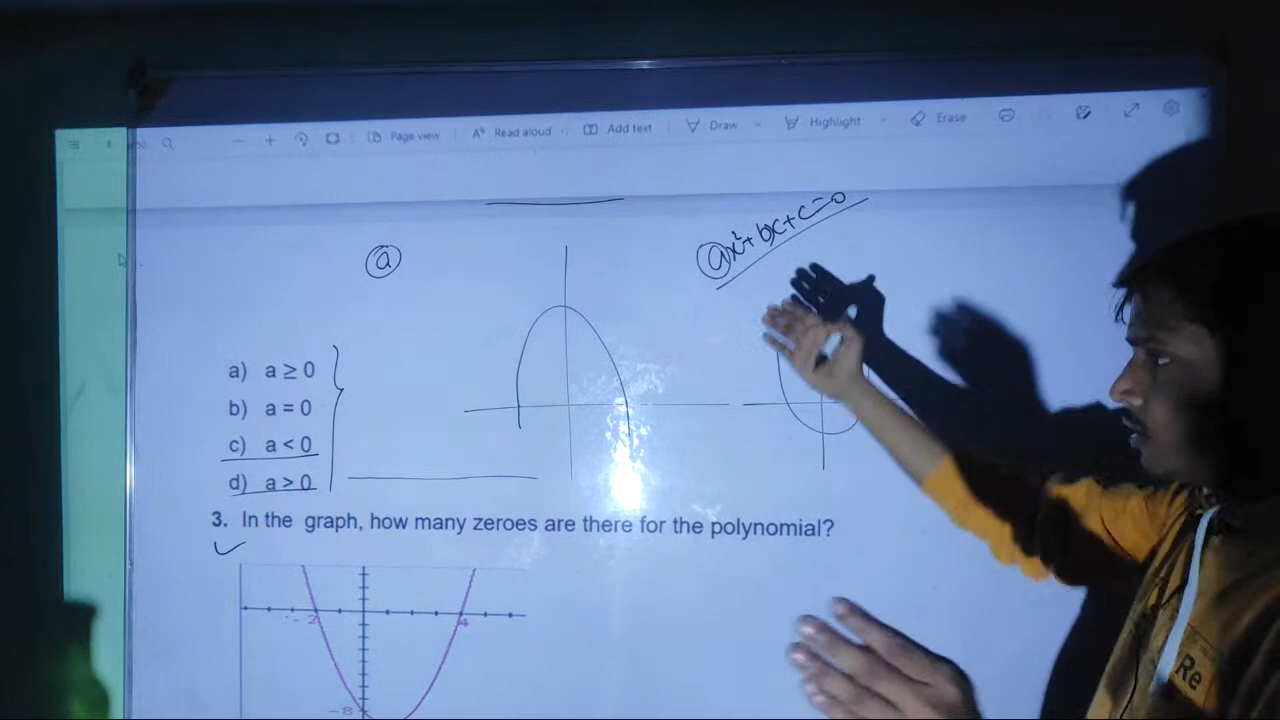 Page view Read aloud Add text Draw Highlight Erase
a
ax²+bx+c=0
a) a ≥ 0
b) a = 0
c) a < 0
d) a > 0
3. In the graph, how many zeroes are there for the polynomial?
-2 4
-8
Re